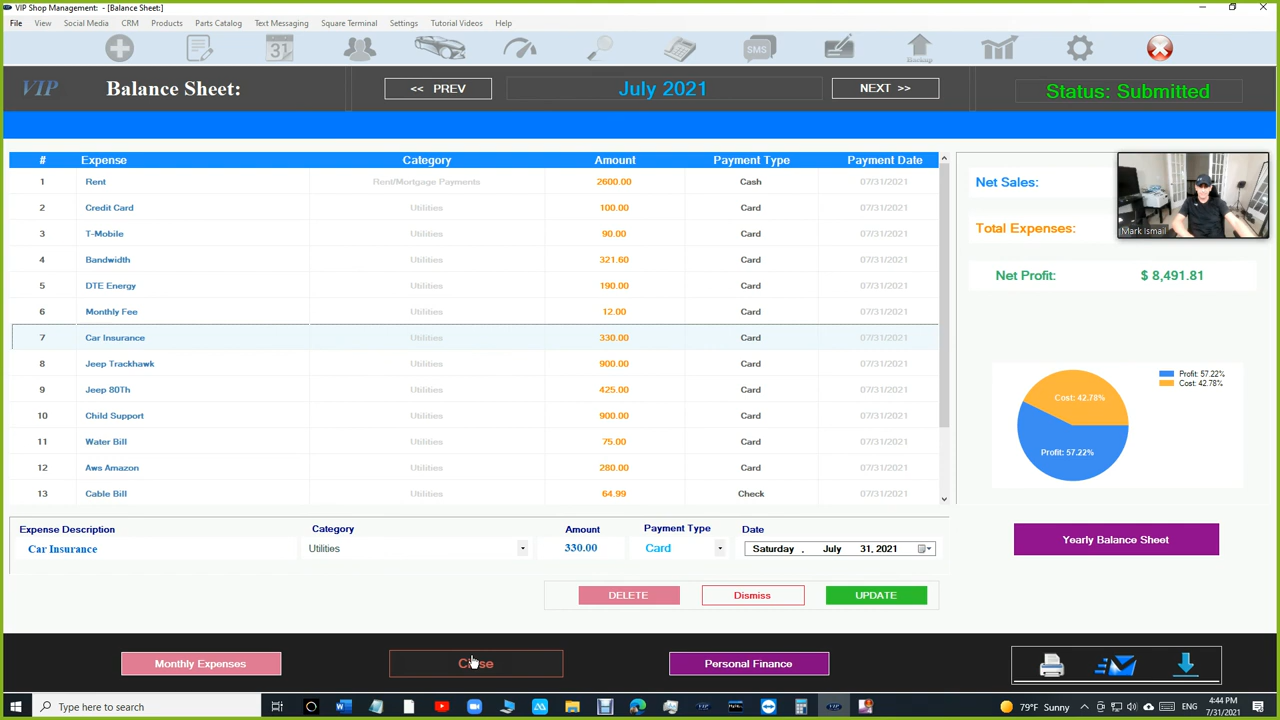 VIP Shop Management: - [Balance Sheet:]
File View Social Media CRM Products Parts Catalog Text Messaging Square Terminal Settings Tutorial Videos Help
31 SMS Backup
VIP Balance Sheet: << PREV July 2021 NEXT >> Status: Submitted
# Expense Category Amount Payment Type Payment Date
1 Rent Rent/Mortgage Payments 2600.00 Cash 07/31/2021
2 Credit Card Utilities 100.00 Card 07/31/2021
3 T-Mobile Utilities 90.00 Card 07/31/2021
4 Bandwidth Utilities 321.60 Card 07/31/2021
5 DTE Energy Utilities 190.00 Card 07/31/2021
6 Monthly Fee Utilities 12.00 Card 07/31/2021
7 Car Insurance Utilities 330.00 Card 07/31/2021
8 Jeep Trackhawk Utilities 900.00 Card 07/31/2021
9 Jeep 80Th Utilities 425.00 Card 07/31/2021
10 Child Support Utilities 900.00 Card 07/31/2021
11 Water Bill Utilities 75.00 Card 07/31/2021
12 Aws Amazon Utilities 280.00 Card 07/31/2021
13 Cable Bill Utilities 64.99 Check 07/31/2021
Net Sales:
Mark Ismail
Total Expenses:
Net Profit: $ 8,491.81
Profit: 57.22%
Cost: 42.78%
Cost: 42.78%
Profit: 57.22%
Expense Description Category Amount Payment Type Date
Car Insurance Utilities 330.00 Card Saturday , July 31, 2021
Yearly Balance Sheet
DELETE Dismiss UPDATE
Monthly Expenses Close Personal Finance
Type here to search
79°F Sunny ENG 4:44 PM
7/31/2021